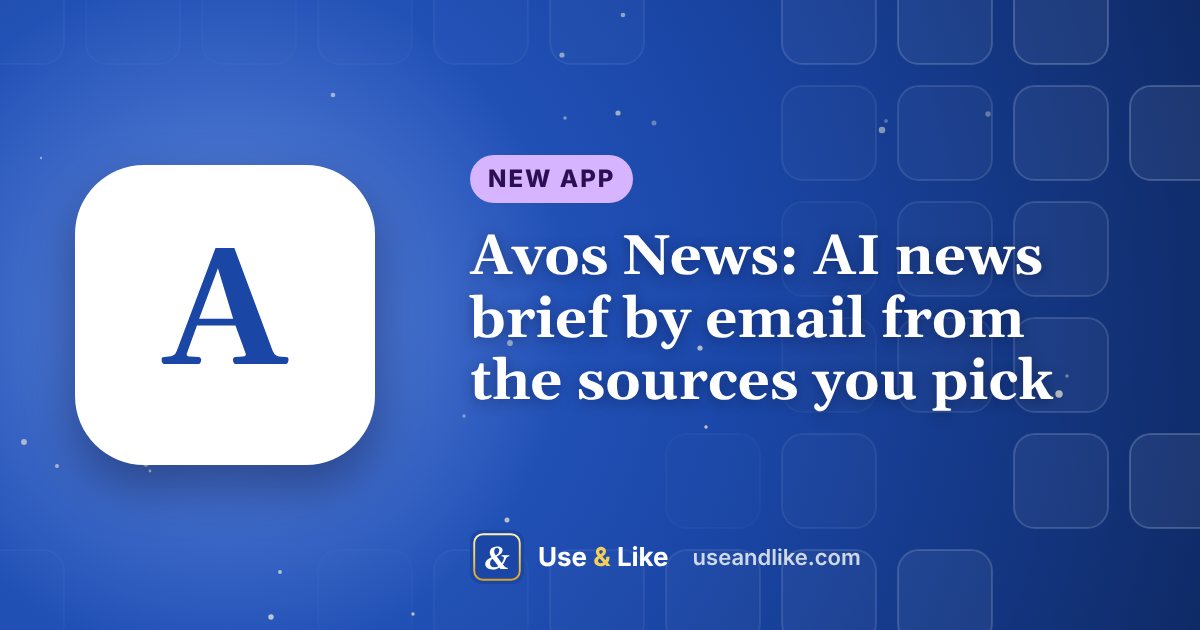 A
NEW APP
Avos News: AI news
brief by email from
the sources you pick
& Use & Like useandlike.com